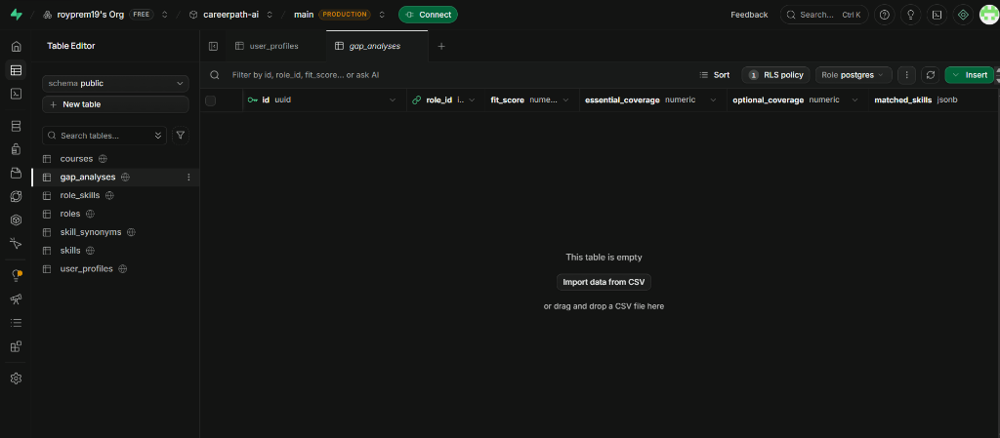 royprem19's Org FREE / careerpath-ai / main PRODUCTION Connect Feedback Search... Ctrl K
Table Editor
user_profiles gap_analyses
schema public
New table
Search tables...
courses
gap_analyses
role_skills
roles
skill_synonyms
skills
user_profiles
Filter by id, role_id, fit_score... or ask AI Sort 1 RLS policy Role postgres Insert
id uuid role_id i... fit_score nume... essential_coverage numeric optional_coverage numeric matched_skills jsonb
This table is empty
Import data from CSV
or drag and drop a CSV file here